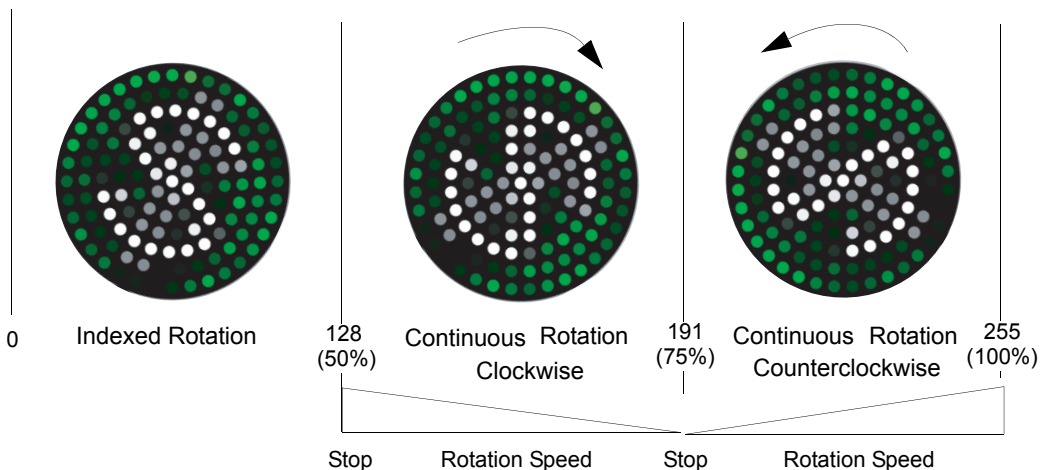 0
Indexed Rotation
128
(50%)
Continuous Rotation
Clockwise
191
(75%)
Continuous Rotation
Counterclockwise
255
(100%)
Stop
Rotation Speed
Stop
Rotation Speed